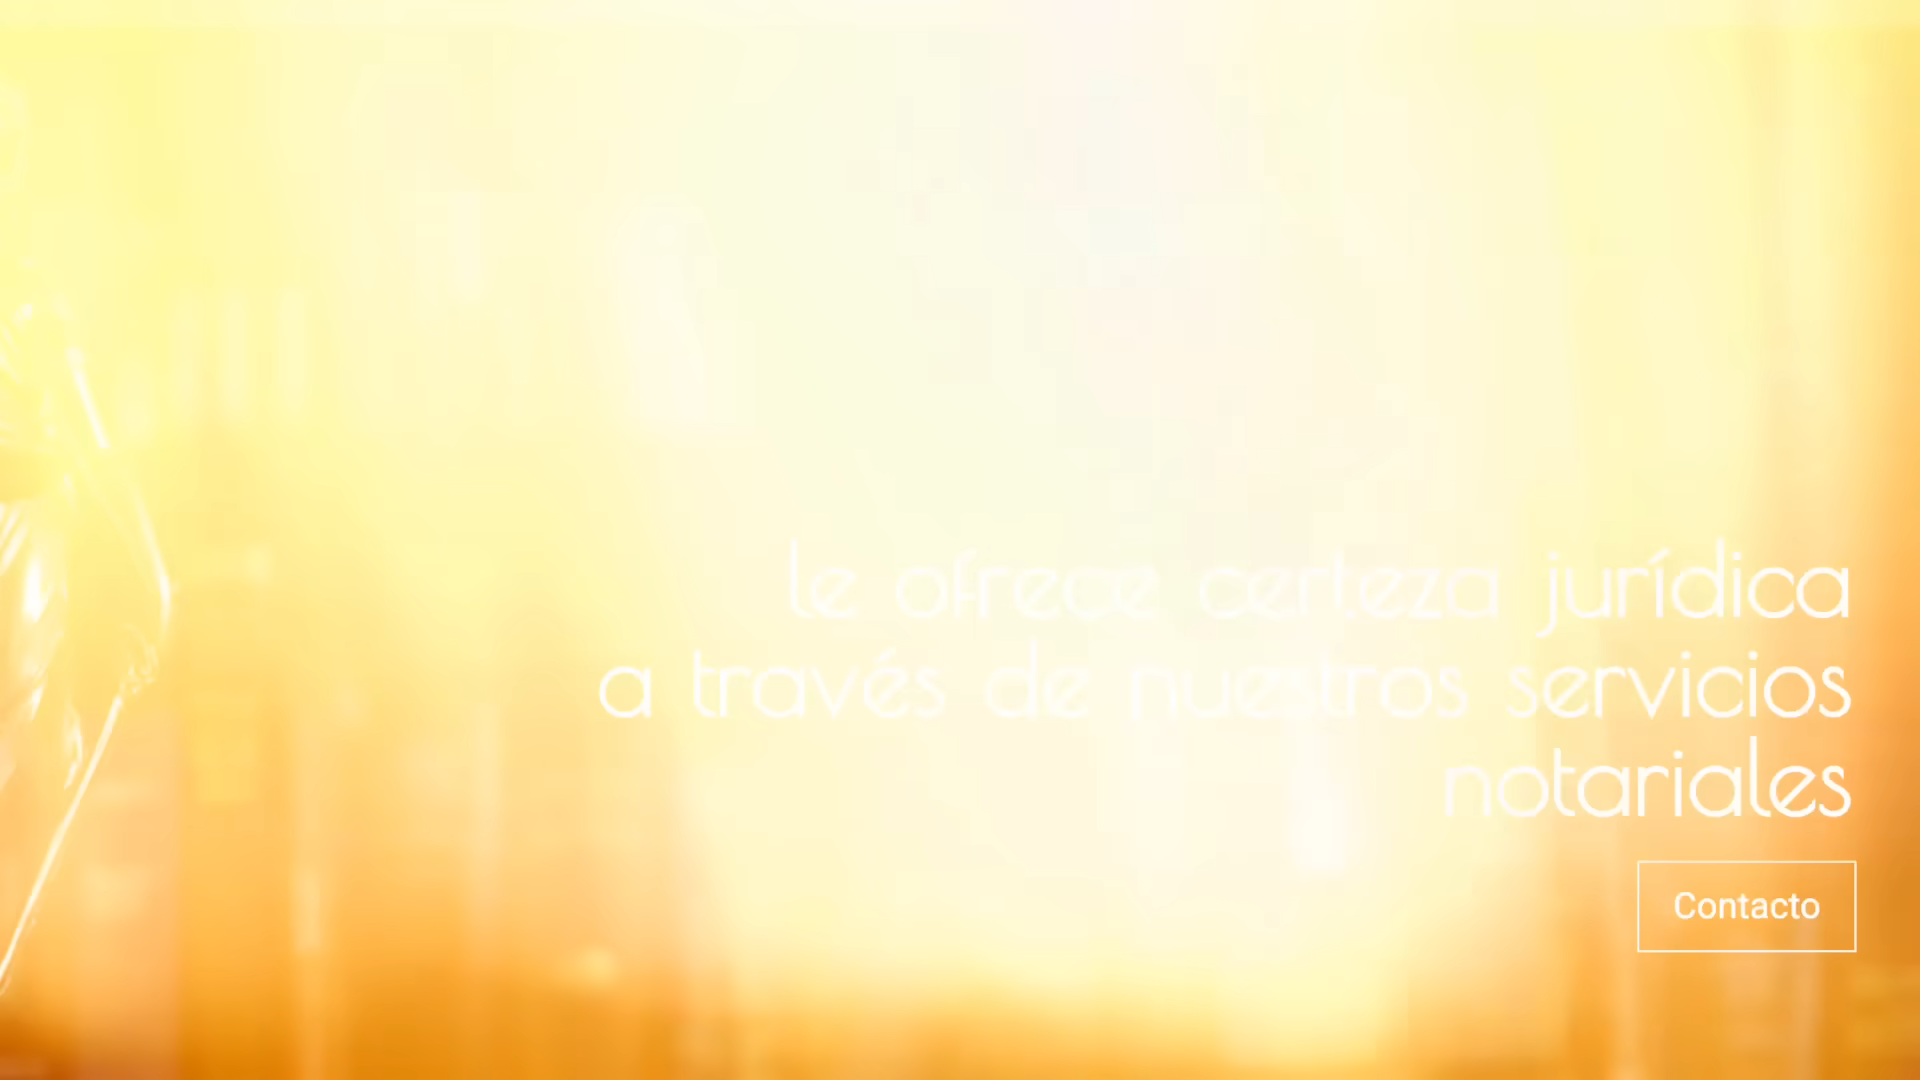 le ofrece certeza jurídica
a través de nuestros servicios
notariales
Contacto